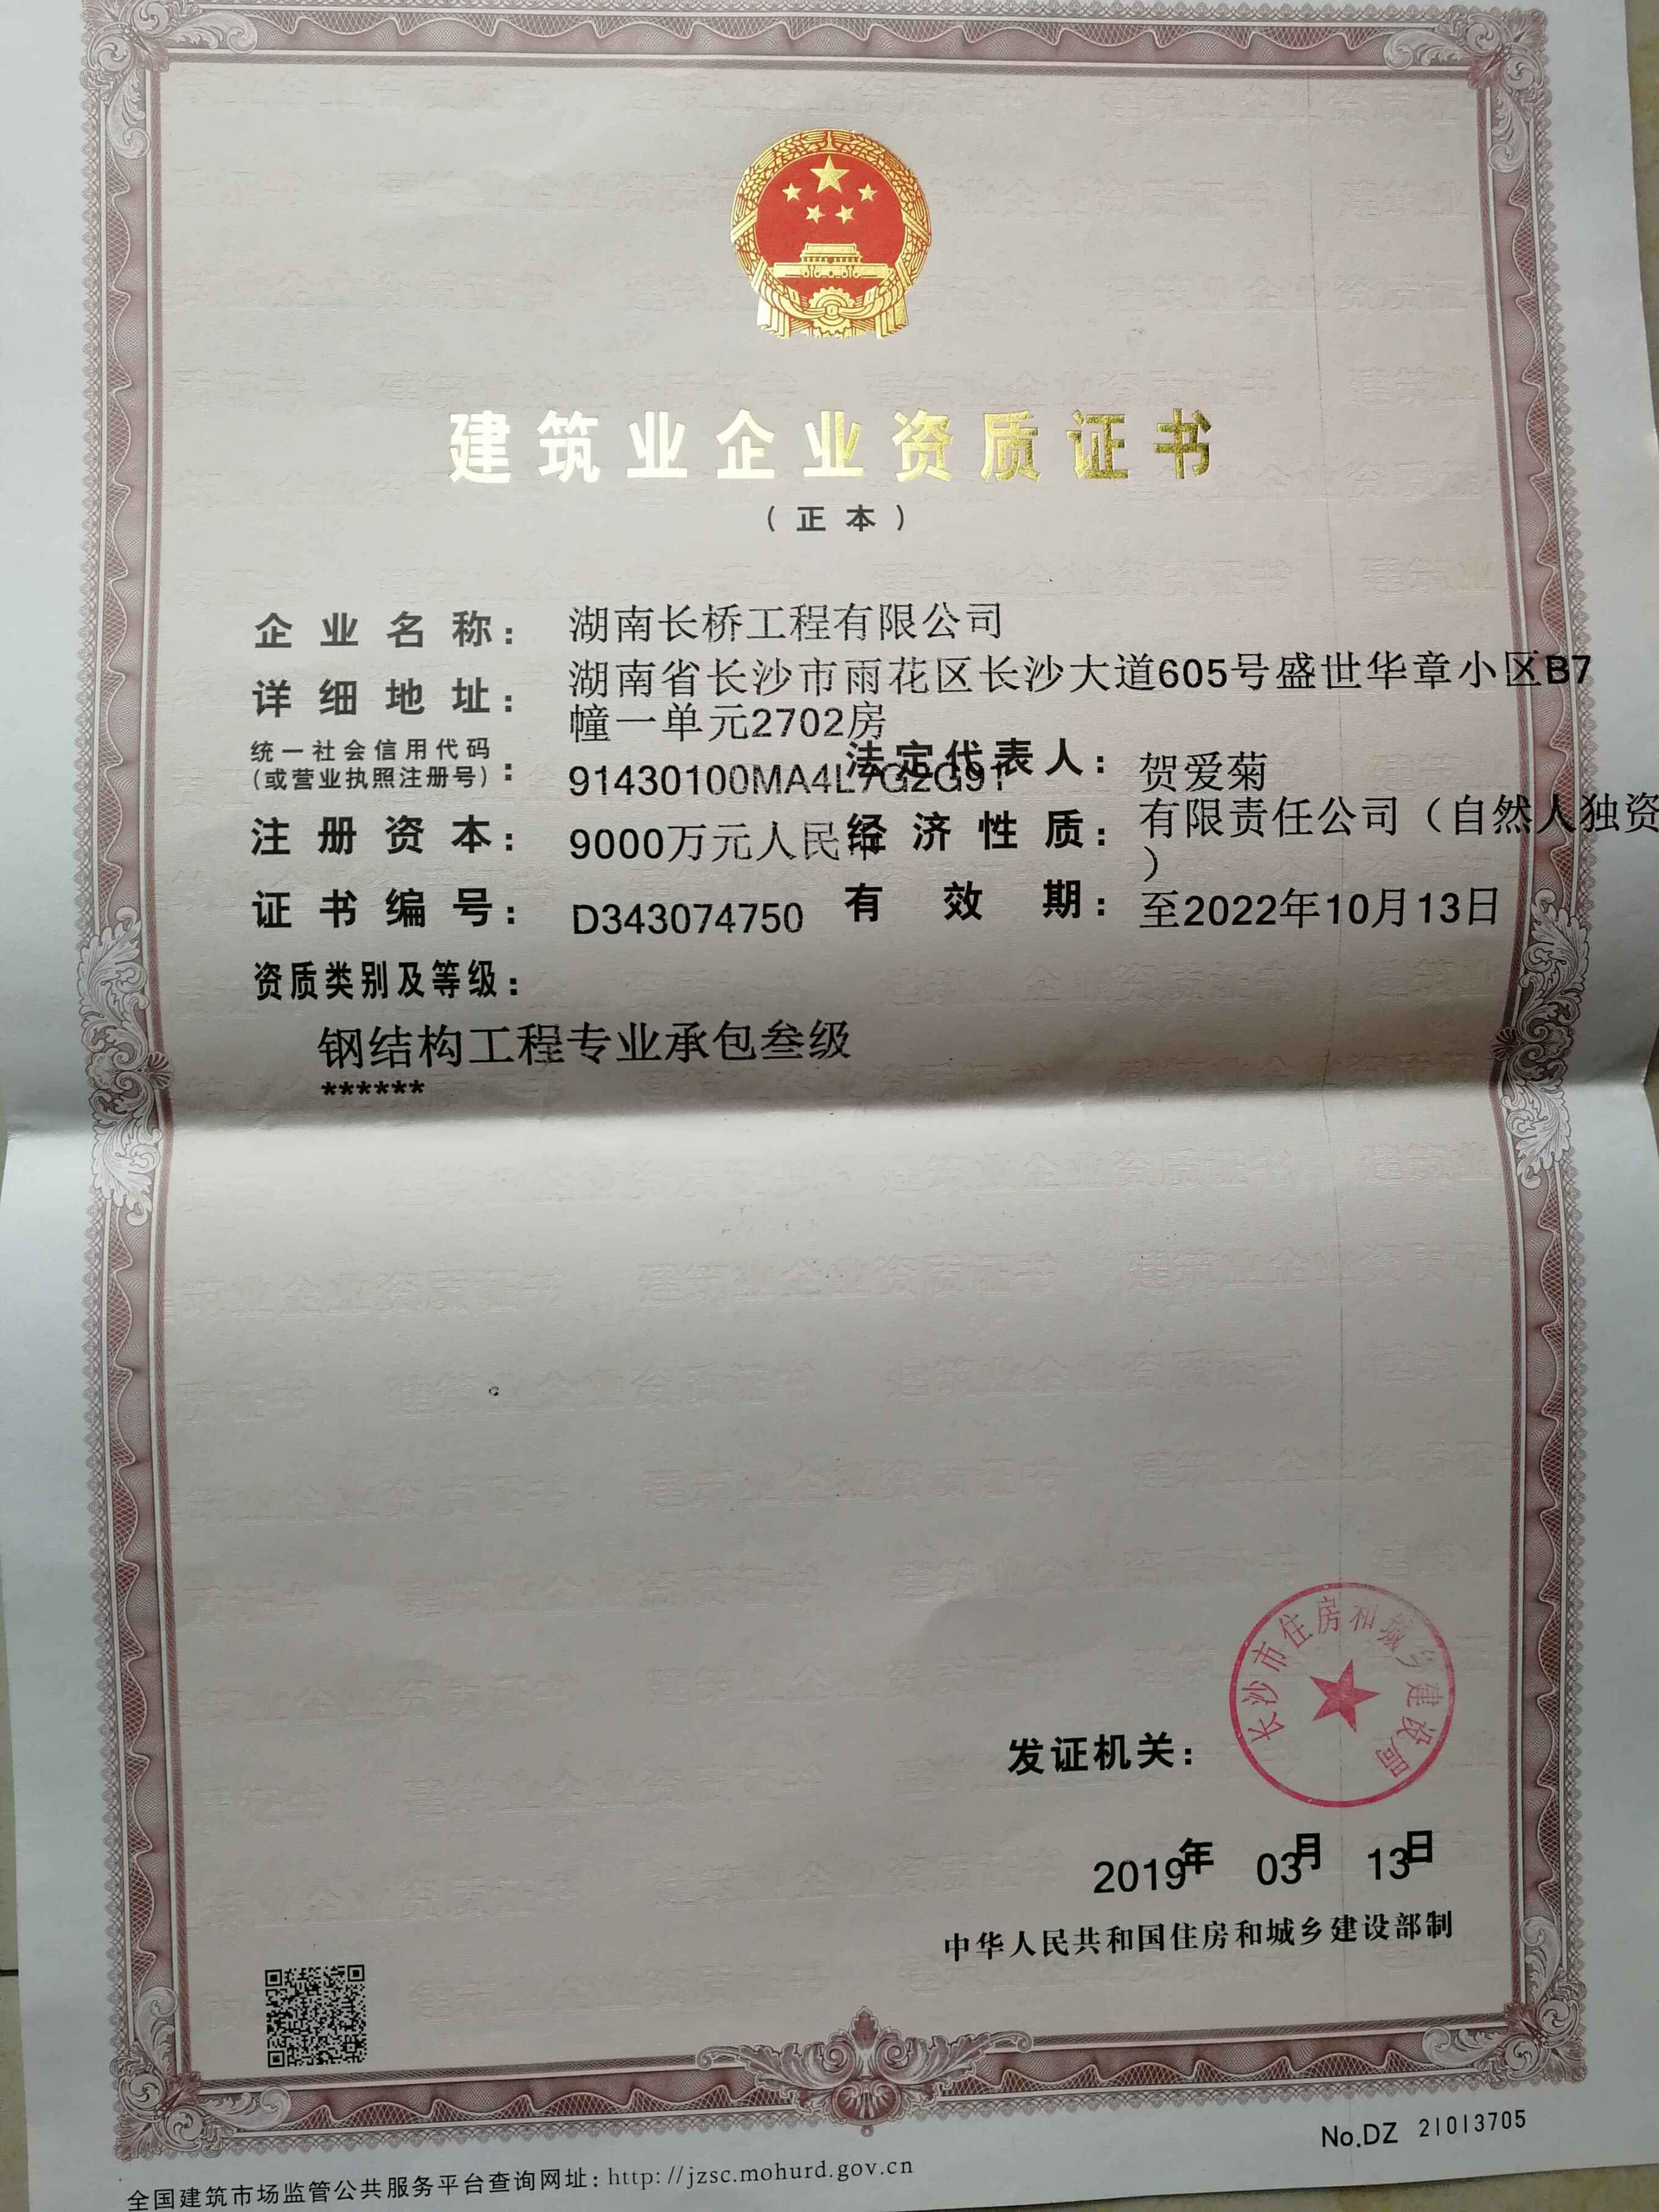 建筑业企业资质证书
（正本）
企业名称：湖南长桥工程有限公司
详细地址：湖南省长沙市雨花区长沙大道605号盛世华章小区B7
幢一单元2702房
统一社会信用代码
（或营业执照注册号）：91430100MA4L7G2G91 法定代表人：贺爱菊
注册资本：9000万元人民币 经济性质：有限责任公司（自然人独资
）
证书编号：D343074750 有效期：至2022年10月13日
资质类别及等级：
钢结构工程专业承包叁级
******
长沙市住房和城乡建设局
发证机关：
2019年 03月 13日
中华人民共和国住房和城乡建设部制
No.DZ 21013705
全国建筑市场监管公共服务平台查询网址：http://jzsc.mohurd.gov.cn